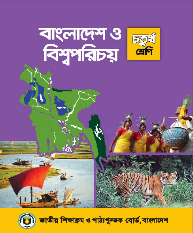 বাংলাদেশ ও
বিশ্বপরিচয়
চতুর্থ
শ্রেণি
জাতীয় শিক্ষাক্রম ও পাঠ্যপুস্তক বোর্ড, বাংলাদেশ